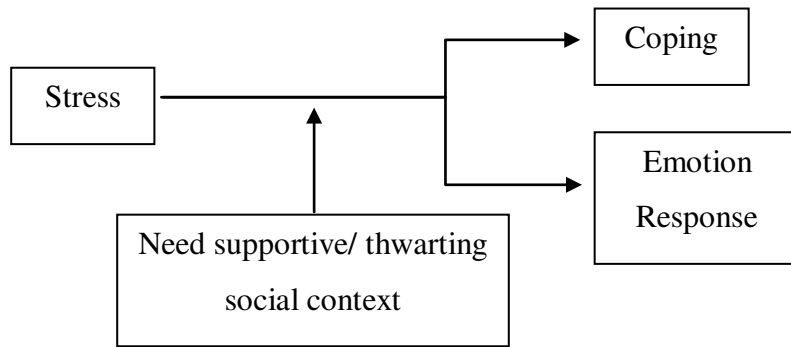 Stress
Coping
Emotion
Response
Need supportive/ thwarting
social context